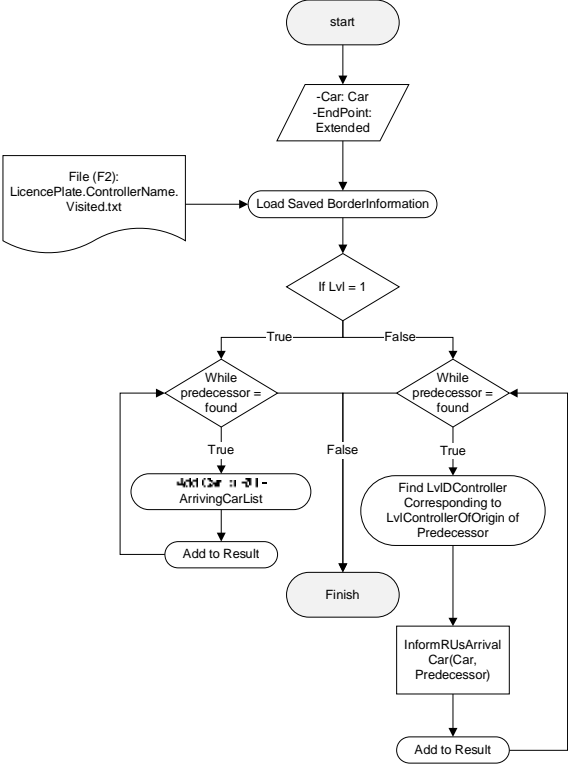 start
-Car: Car
-EndPoint:
Extended
File (F2):
LicencePlate.ControllerName.
Visited.txt
Load Saved BorderInformation
If Lvl = 1
True
False
While
predecessor =
found
While
predecessor =
found
True
False
True
Add Car
ArrivingCarList
Find LvlDController
Corresponding to
LvlControllerOfOrigin of
Predecessor
Add to Result
Finish
InformRUsArrival
Car(Car,
Predecessor)
Add to Result